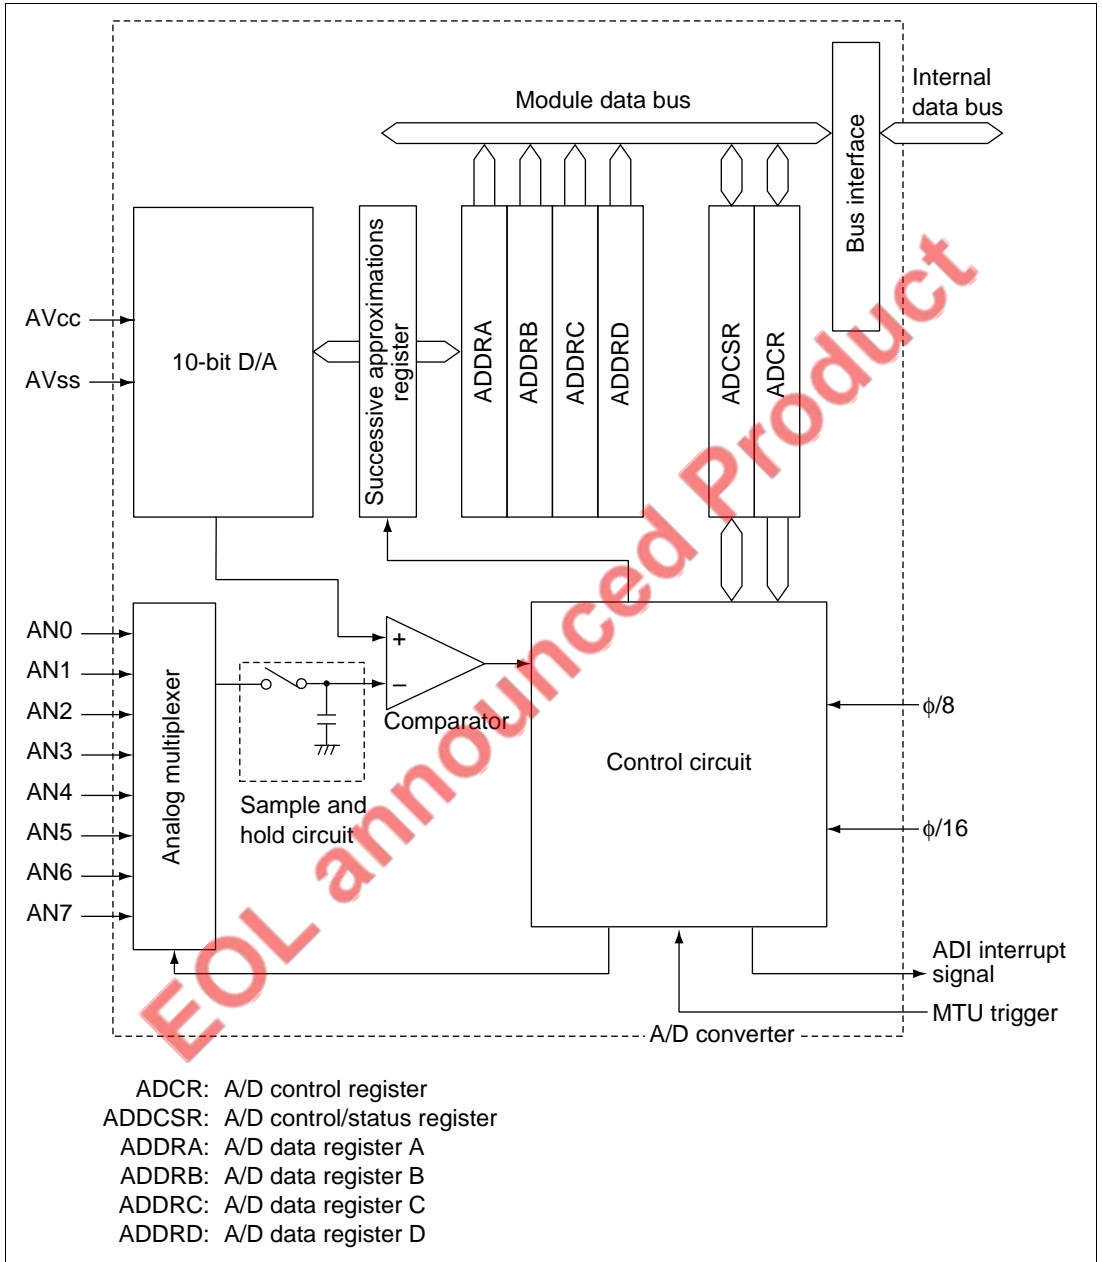 Internal
data bus
Module data bus
Bus interface
AVcc
AVss
10-bit D/A
Successive approximations
register
ADDRA
ADDRB
ADDRC
ADDRD
ADCSR
ADCR
AN0
AN1
AN2
AN3
AN4
AN5
AN6
AN7
Analog multiplexer
+
−
Comparator
Sample and
hold circuit
Control circuit
ϕ/8
ϕ/16
ADI interrupt
signal
MTU trigger
A/D converter
EOL announced Product
ADCR: A/D control register
ADDCSR: A/D control/status register
ADDRA: A/D data register A
ADDRB: A/D data register B
ADDRC: A/D data register C
ADDRD: A/D data register D